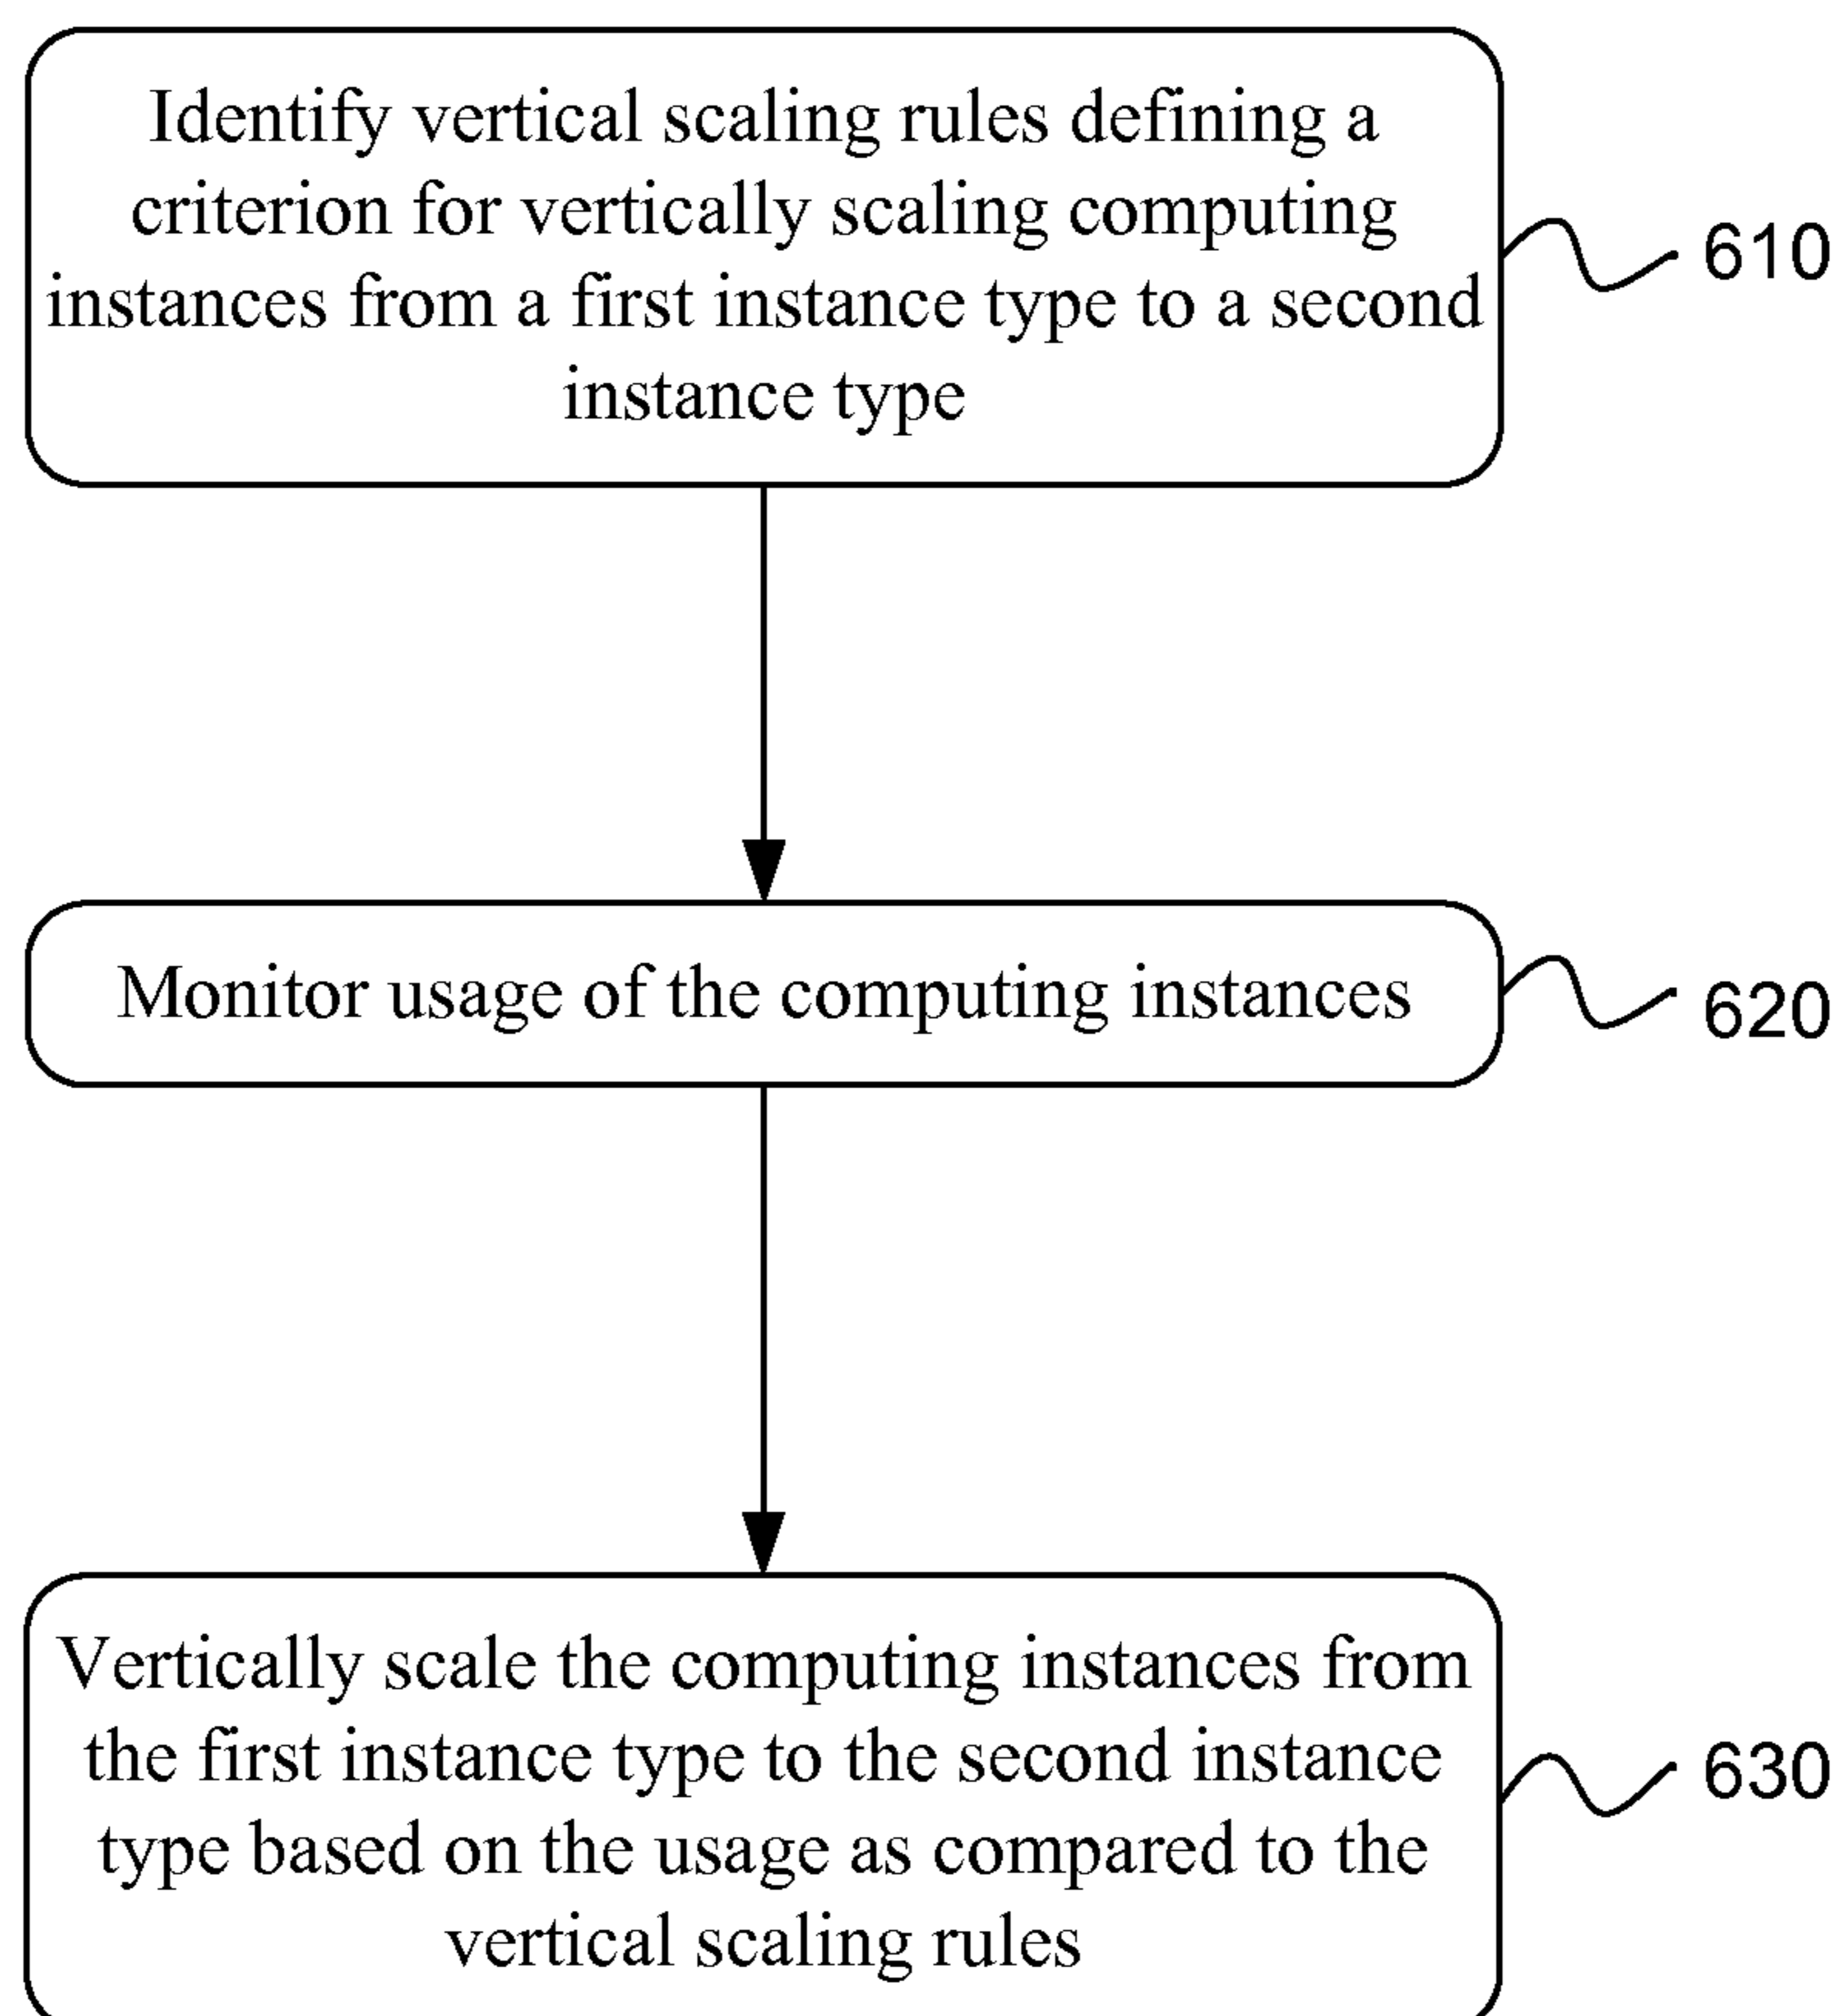 Identify vertical scaling rules defining a
criterion for vertically scaling computing
instances from a first instance type to a second
instance type
610
Monitor usage of the computing instances
620
Vertically scale the computing instances from
the first instance type to the second instance
type based on the usage as compared to the
vertical scaling rules
630